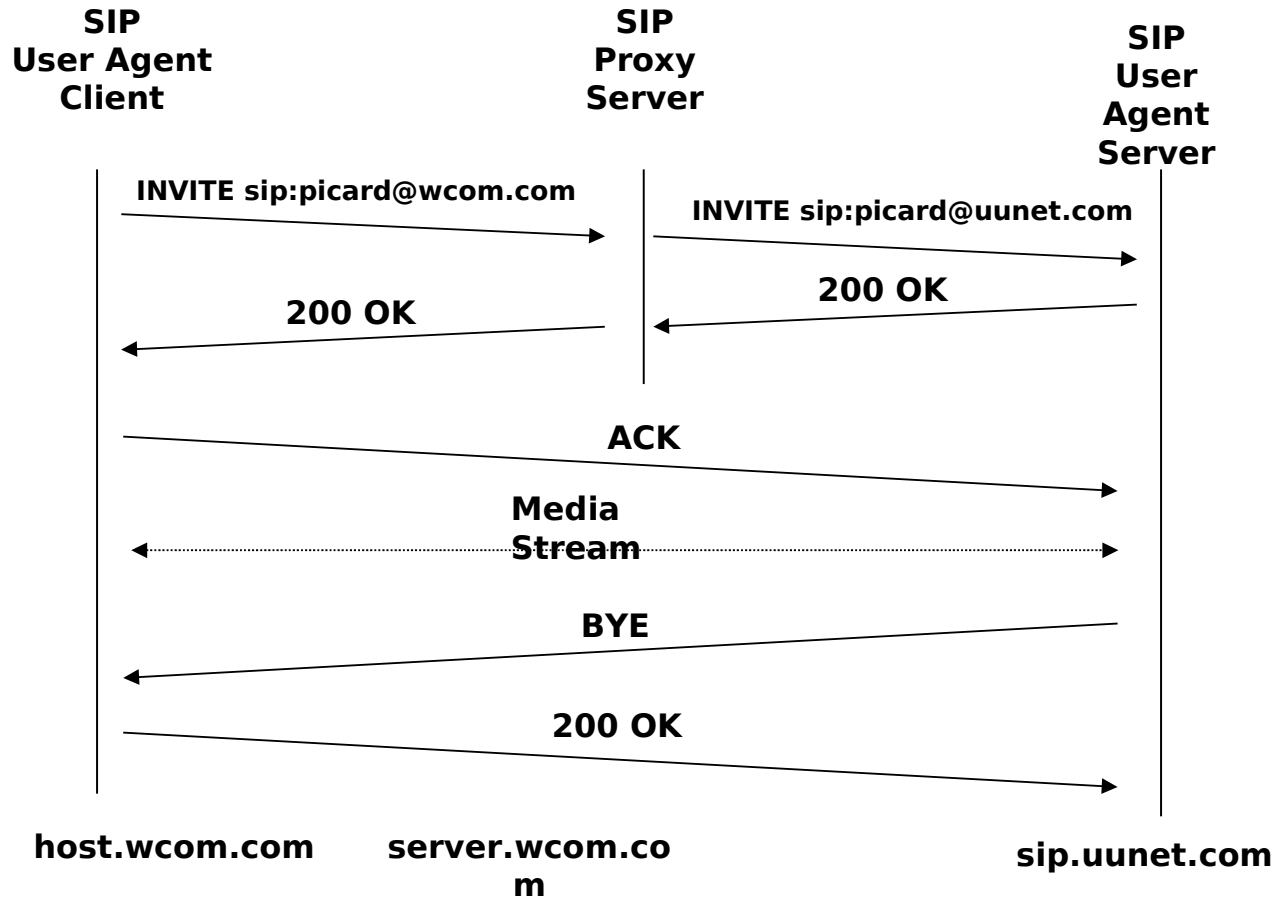 SIP
User Agent
Client
SIP
Proxy
Server
SIP
User
Agent
Server
INVITE sip:picard@wcom.com
INVITE sip:picard@uunet.com
200 OK
200 OK
ACK
Media
Stream
BYE
200 OK
host.wcom.com
server.wcom.co
m
sip.uunet.com